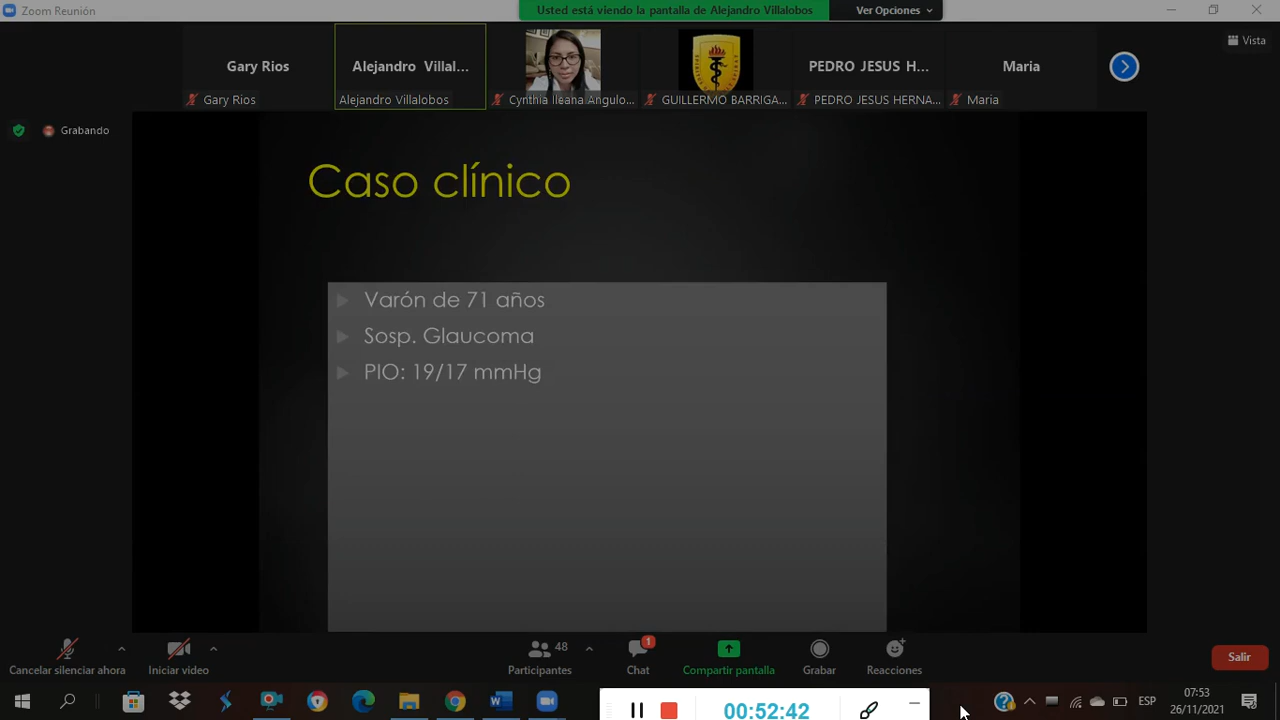 Zoom Reunión
Usted está viendo la pantalla de Alejandro Villalobos
Ver Opciones
Vista
Gary Rios
Alejandro Villal...
PEDRO JESUS H...
Maria
Gary Rios
Alejandro Villalobos
Cynthia Ileana Angulo...
GUILLERMO BARRIGA...
PEDRO JESUS HERNA...
Maria
Grabando
Caso clínico
Varón de 71 años
Sosp. Glaucoma
PIO: 19/17 mmHg
48
1
Cancelar silenciar ahora
Iniciar video
Participantes
Chat
Compartir pantalla
Grabar
Reacciones
Salir
00:52:42
ESP
07:53
26/11/2021